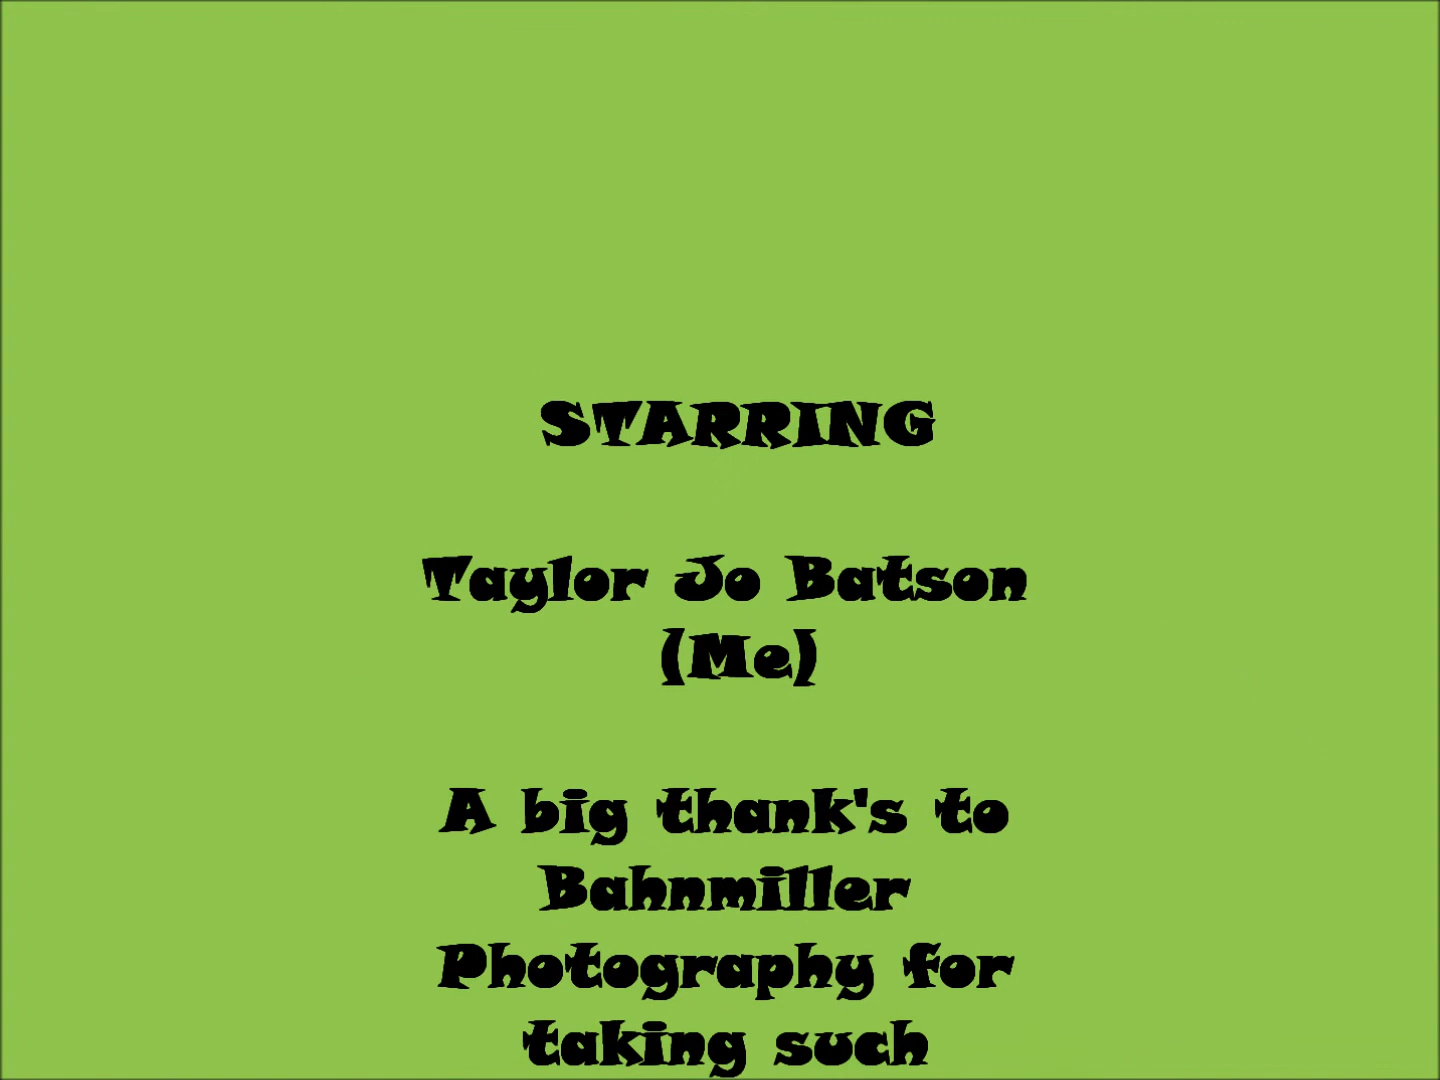 STARRING
Taylor Jo Batson
(Me)
A big thank's to
Bahnmiller
Photography for
taking such